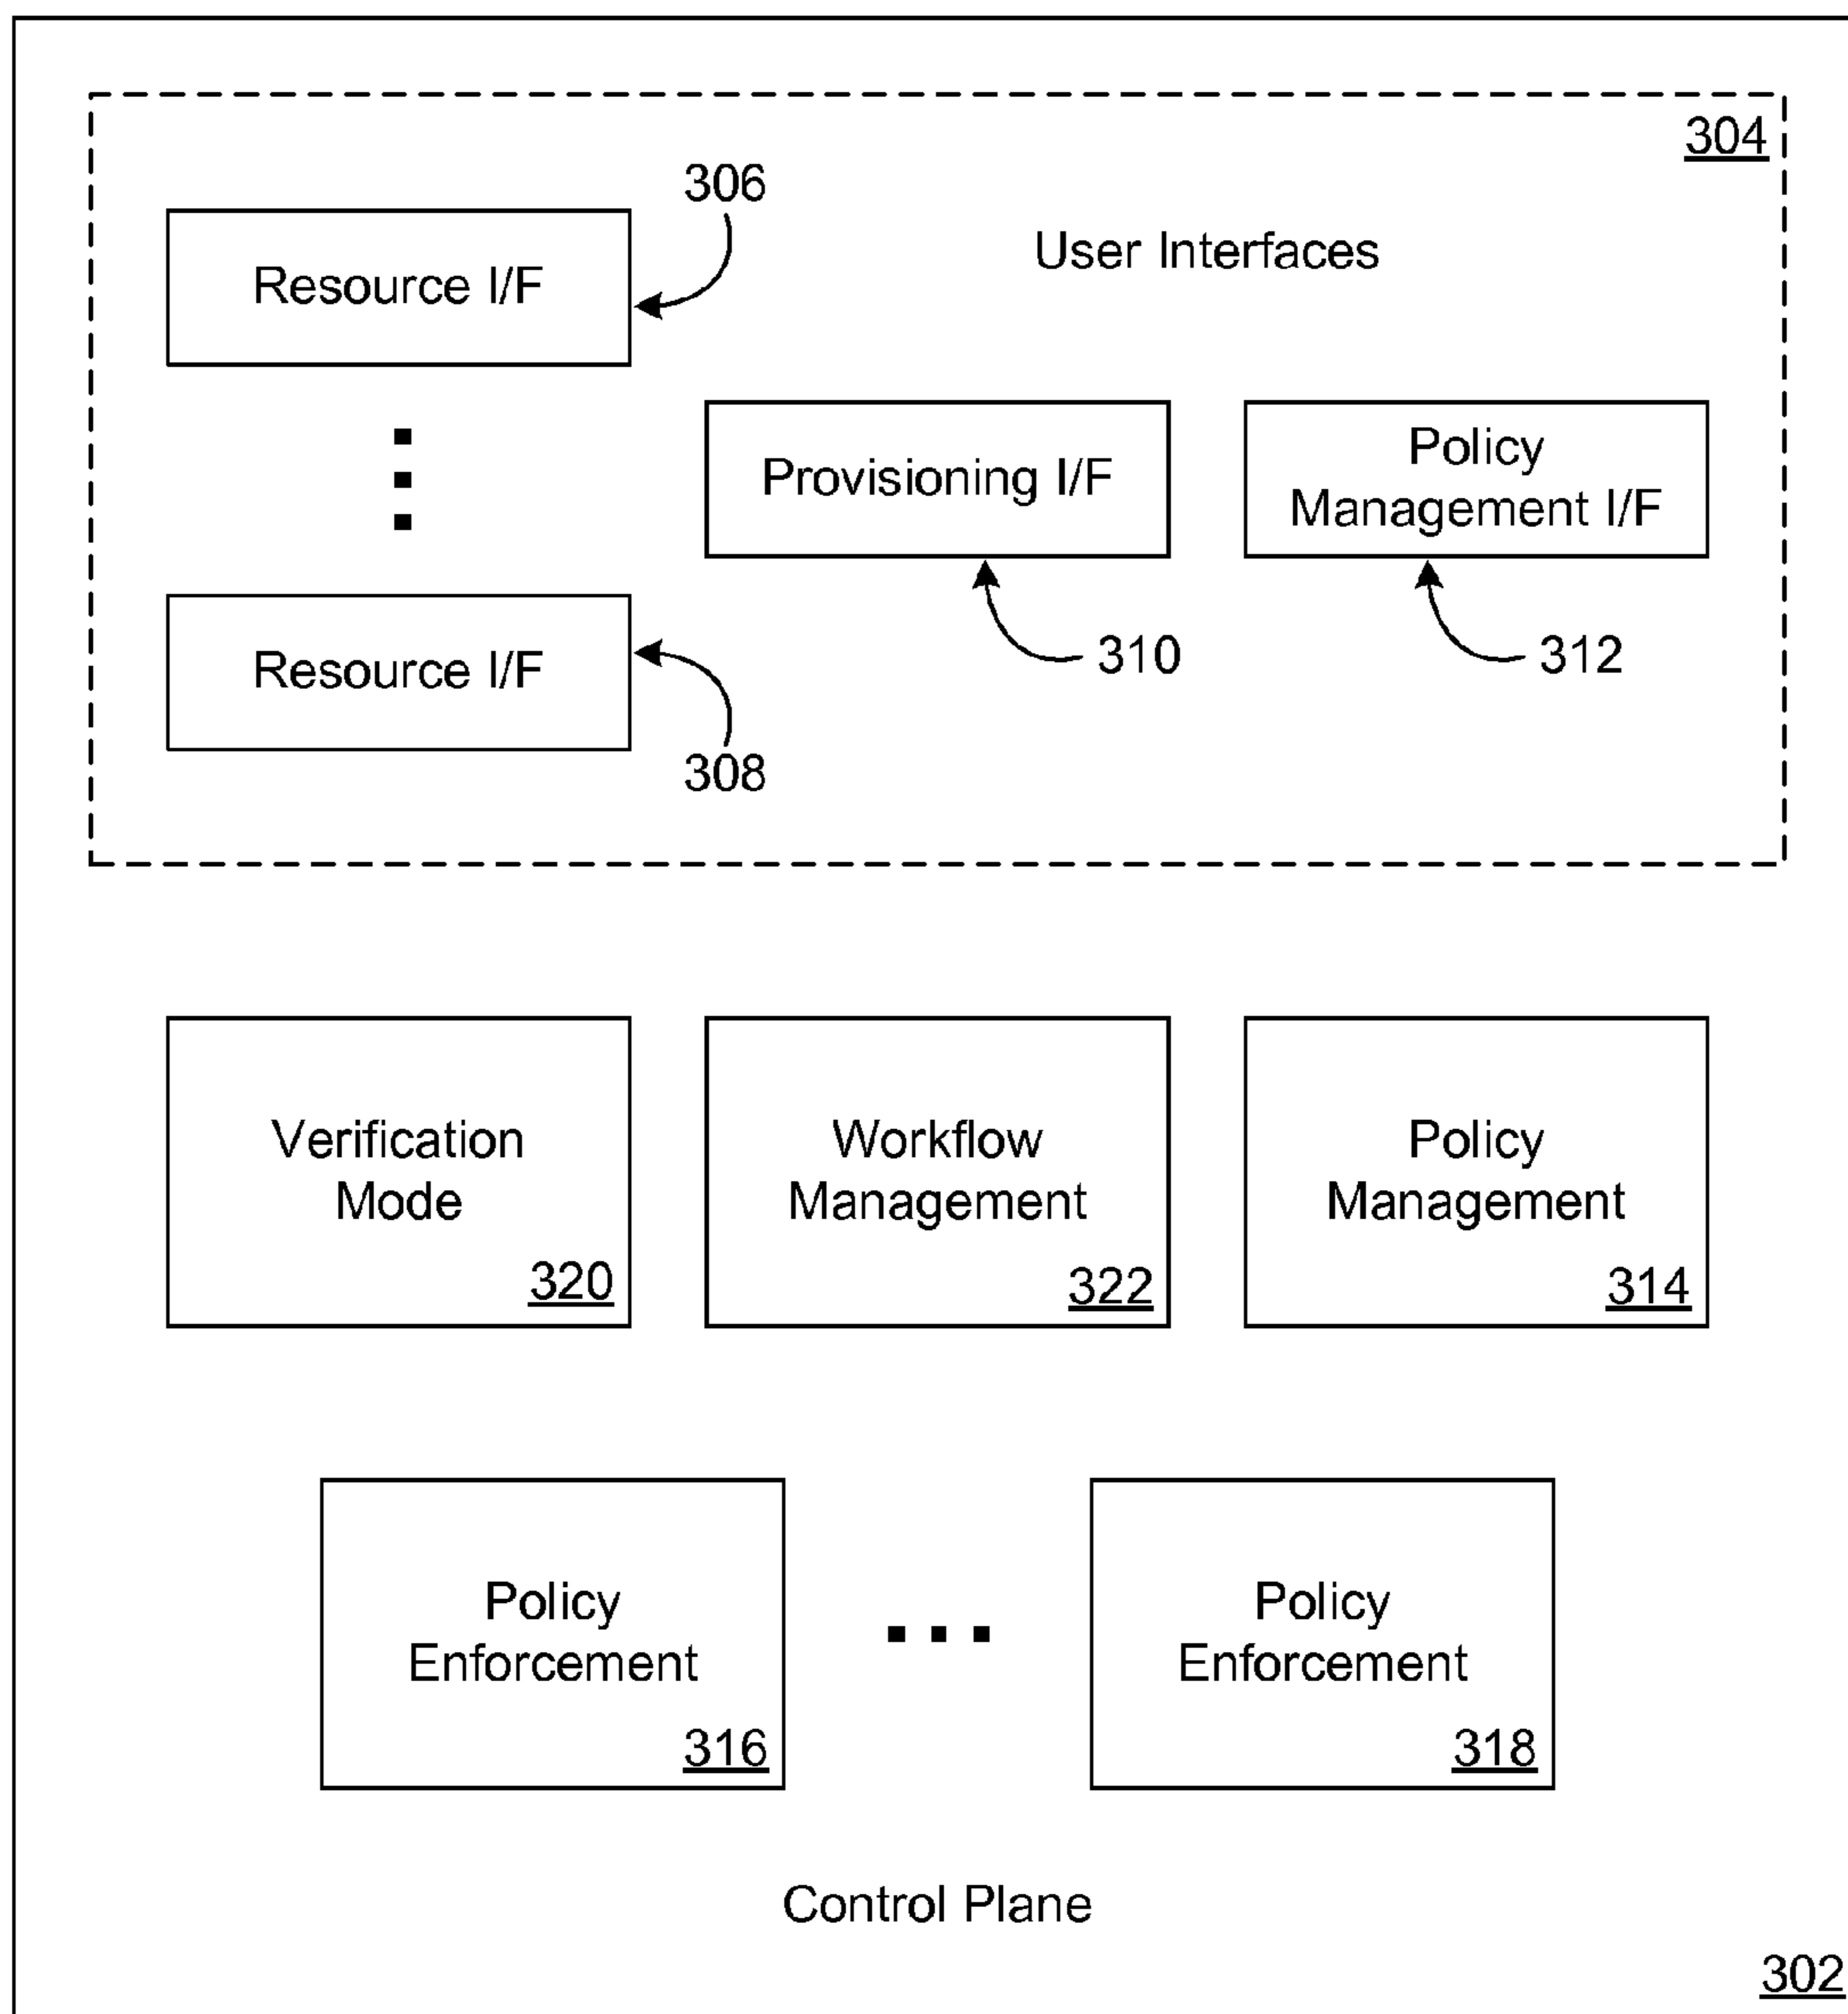 304
306
Resource I/F
User Interfaces
Provisioning I/F
Policy
Management I/F
310
312
Resource I/F
308
Verification
Mode
320
Workflow
Management
322
Policy
Management
314
Policy
Enforcement
316
Policy
Enforcement
318
Control Plane
302